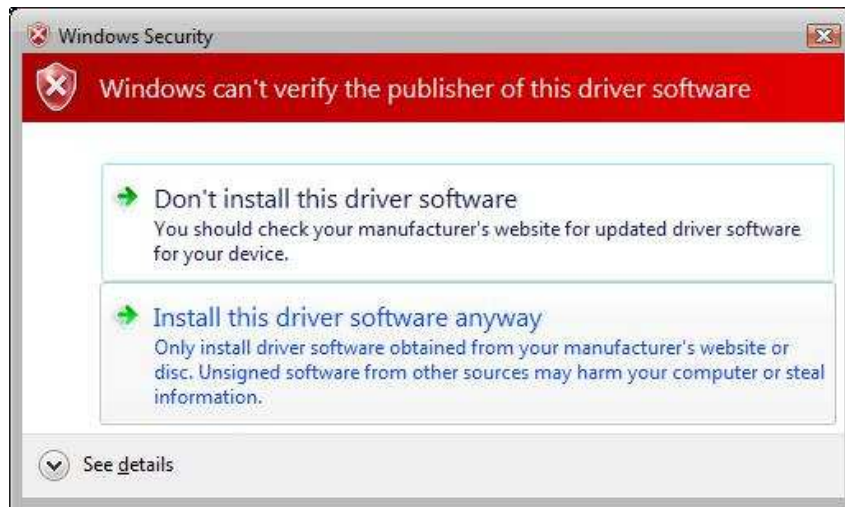 Windows Security
Windows can't verify the publisher of this driver software
Don't install this driver software
You should check your manufacturer's website for updated driver software
for your device.
Install this driver software anyway
Only install driver software obtained from your manufacturer's website or
disc. Unsigned software from other sources may harm your computer or steal
information.
See details